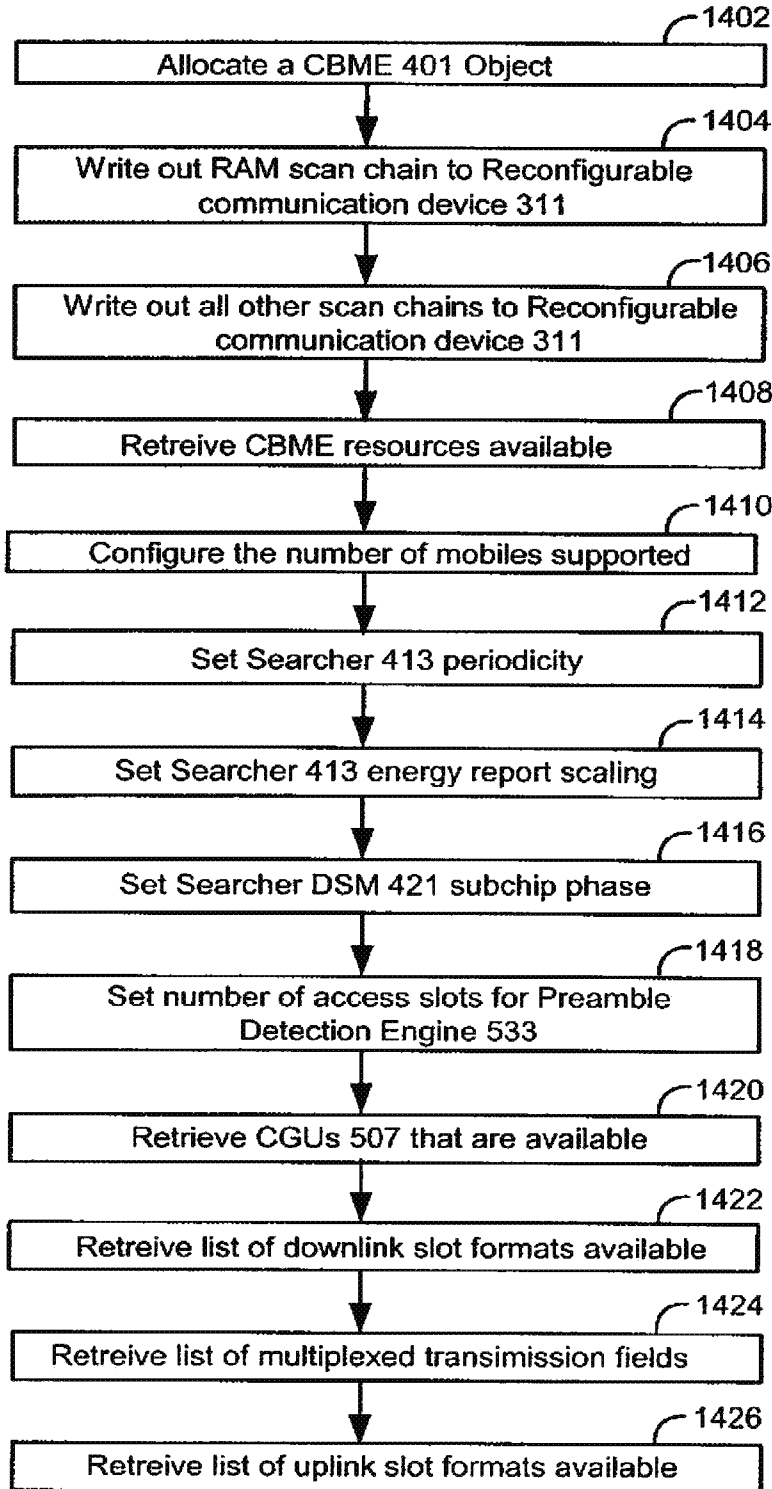 1402
Allocate a CBME 401 Object
1404
Write out RAM scan chain to Reconfigurable
communication device 311
1406
Write out all other scan chains to Reconfigurable
communication device 311
1408
Retreive CBME resources available
1410
Configure the number of mobiles supported
1412
Set Searcher 413 periodicity
1414
Set Searcher 413 energy report scaling
1416
Set Searcher DSM 421 subchip phase
1418
Set number of access slots for Preamble
Detection Engine 533
1420
Retrieve CGUs 507 that are available
1422
Retreive list of downlink slot formats available
1424
Retreive list of multiplexed transimission fields
1426
Retreive list of uplink slot formats available